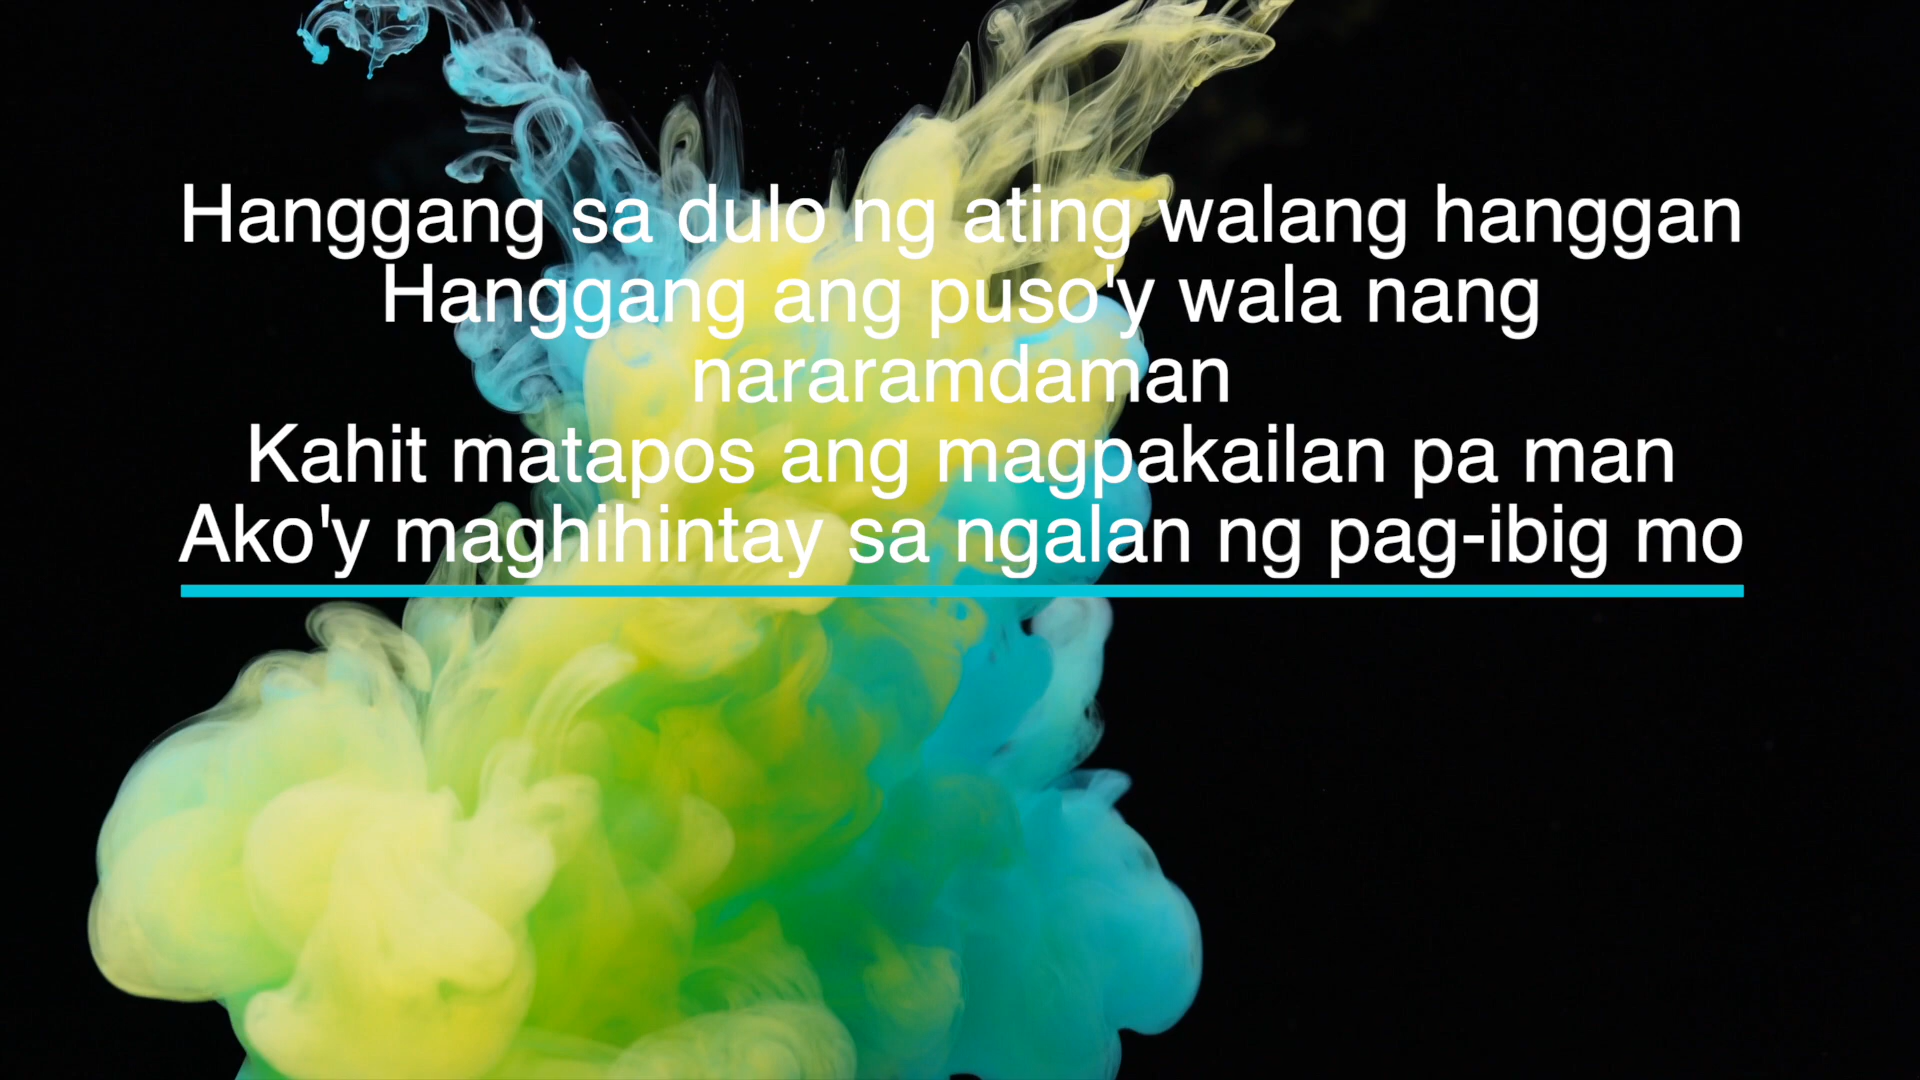 Hanggang sa dulo ng ating walang hanggan
Hanggang ang puso'y wala nang
nararamdaman
Kahit matapos ang magpakailan pa man
Ako'y maghihintay sa ngalan ng pag-ibig mo